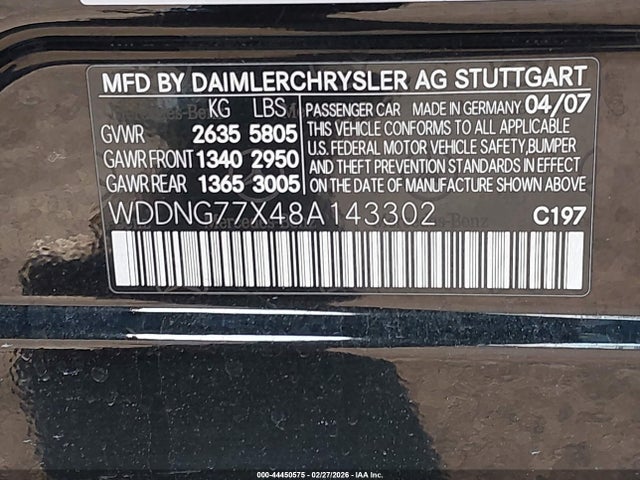 MFD BY DAIMLERCHRYSLER AG STUTTGART
KG LBS
GVWR 2635 5805
GAWR FRONT 1340 2950
GAWR REAR 1365 3005
PASSENGER CAR MADE IN GERMANY 04/07
THIS VEHICLE CONFORMS TO ALL APPLICABLE
U.S. FEDERAL MOTOR VEHICLE SAFETY,BUMPER
AND THEFT PREVENTION STANDARDS IN EFFECT
ON THE DATE OF MANUFACTURE SHOWN ABOVE
WDDNG77X48A143302
C197
Mercedes-Benz
000-44450575 - 02/27/2026 - IAA Inc.